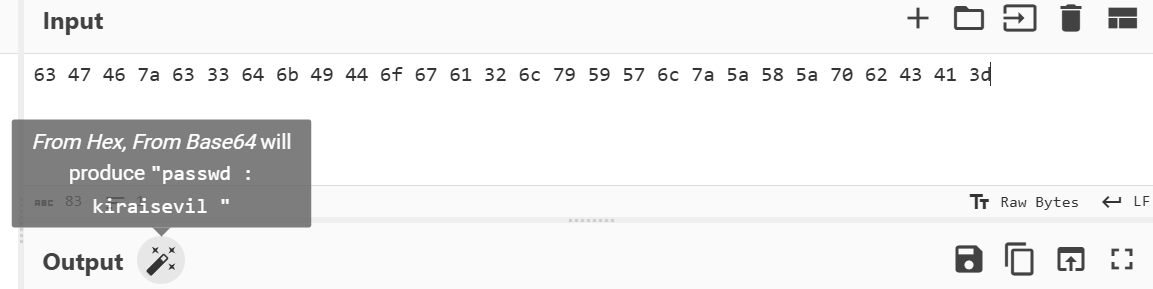 Input
63 47 46 7a 63 33 64 6b 49 44 6f 67 61 32 6c 79 59 57 6c 7a 5a 58 5a 70 62 43 41 3d
From Hex, From Base64 will
produce "passwd :
kiraisevil "
ABC 83
Tт Raw Bytes
LF
Output